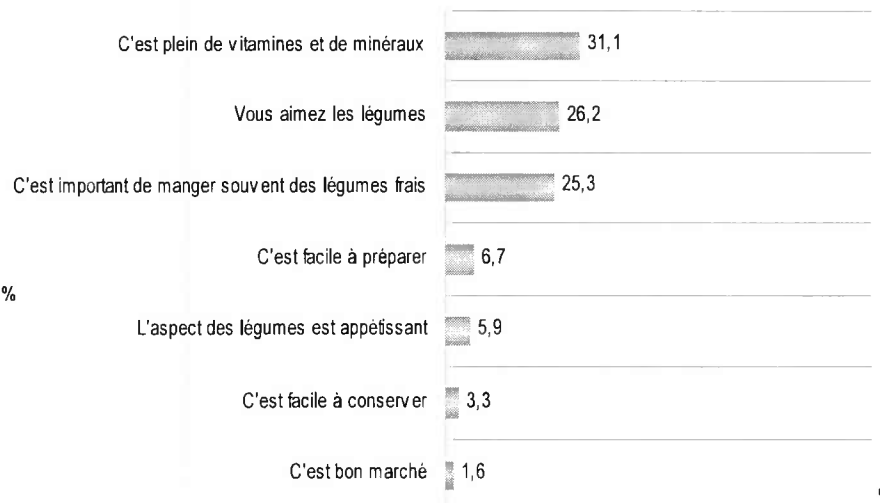 C'est plein de vitamines et de minéraux 31,1
Vous aimez les légumes 26,2
C'est important de manger souvent des légumes frais 25,3
C'est facile à préparer 6,7
%
L'aspect des légumes est appétissant 5,9
C'est facile à conserver 3,3
C'est bon marché 1,6